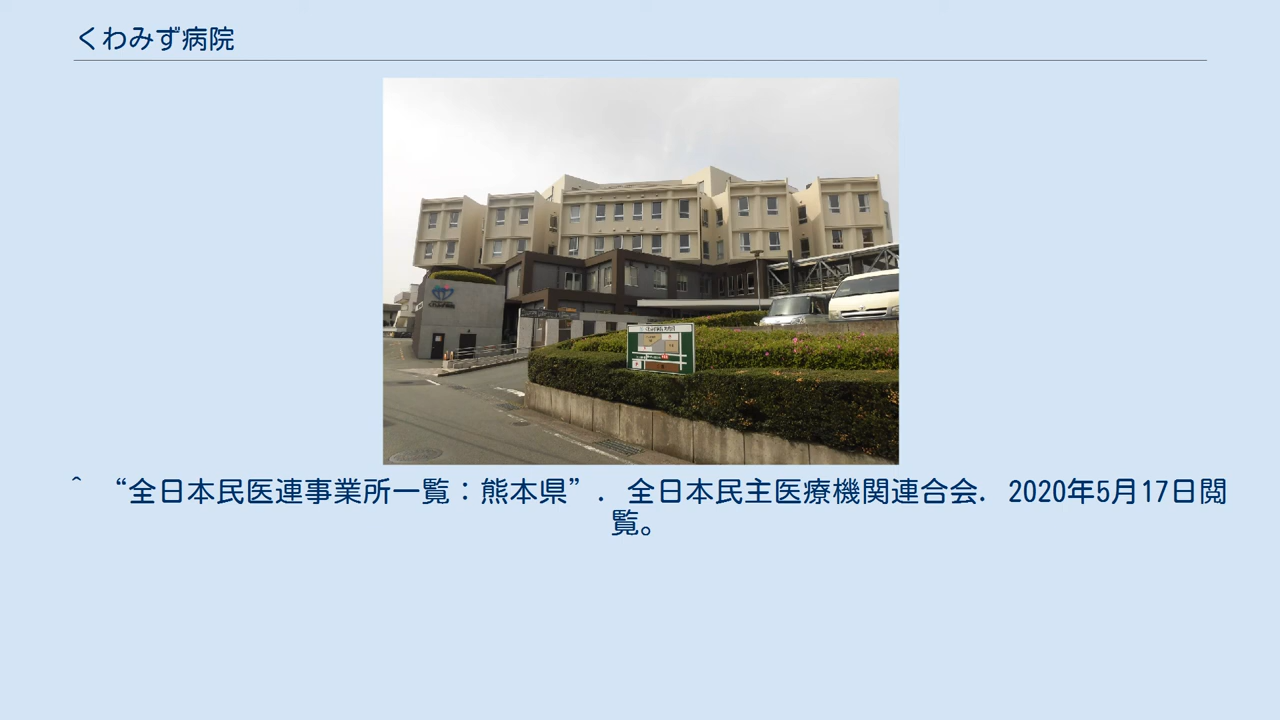 くわみず病院
^ “全日本民医連事業所一覧：熊本県”. 全日本民主医療機関連合会. 2020年5月17日閲
覧。